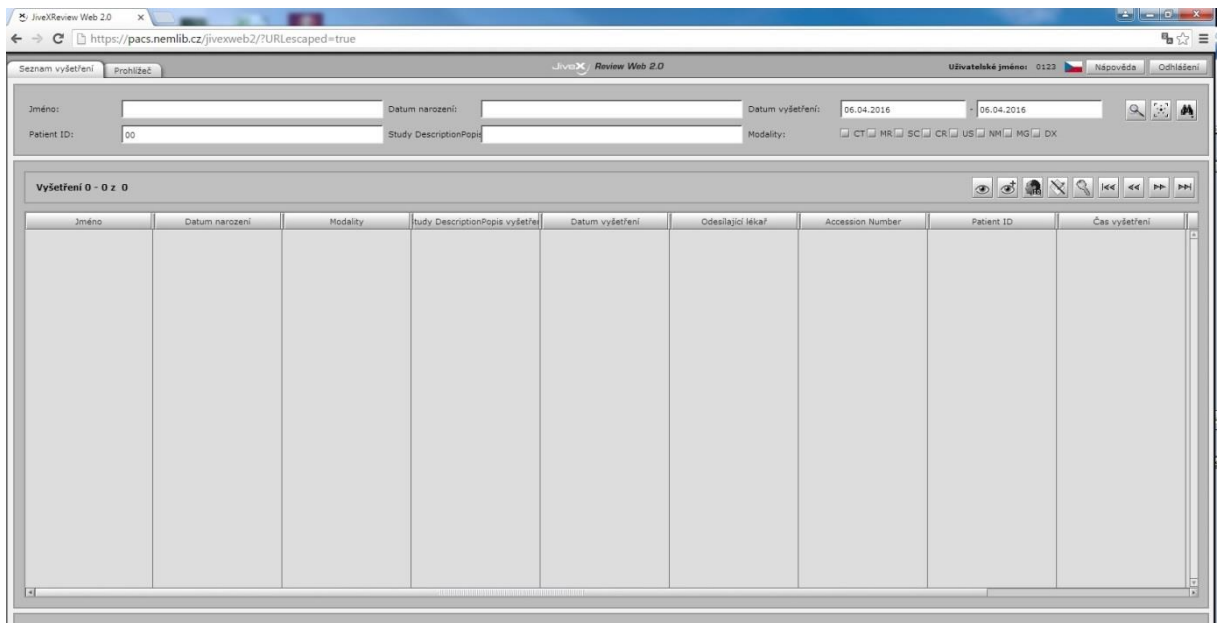 JiveXReview Web 2.0
https://pacs.nemlib.cz/jivexweb2/?URLescaped=true
Seznam vyšetření Prohlížeč JiveX Review Web 2.0 Uživatelské jméno: 0123 Nápověda Odhlášení
Jméno: Datum narození: Datum vyšetření: 06.04.2016 - 06.04.2016
Patient ID: 00 Study DescriptionPopis Modality: CT MR SC CR US NM MG DX
Vyšetření 0 - 0 z 0
Jméno Datum narození Modality tudy DescriptionPopis vyšetře Datum vyšetření Odesílající lékař Accession Number Patient ID Čas vyšetření